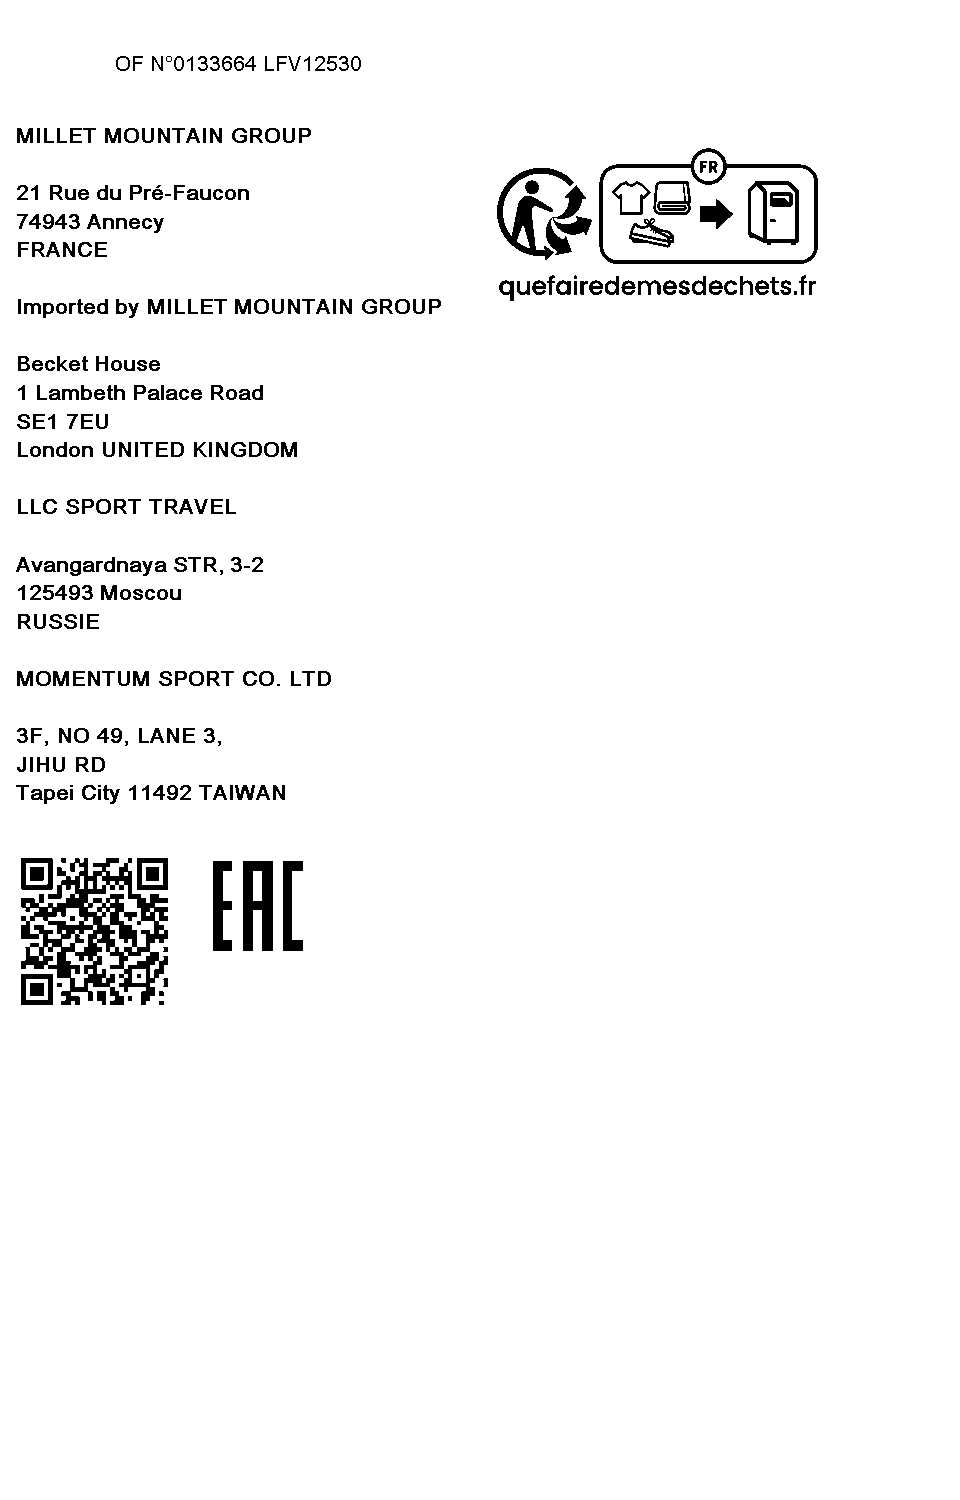 OF N°0133664 LFV12530
MILLET MOUNTAIN GROUP
21 Rue du Pré-Faucon
74943 Annecy
FRANCE
Imported by MILLET MOUNTAIN GROUP
Becket House
1 Lambeth Palace Road
SE1 7EU
London UNITED KINGDOM
LLC SPORT TRAVEL
Avangardnaya STR, 3-2
125493 Moscou
RUSSIE
MOMENTUM SPORT CO. LTD
3F, NO 49, LANE 3,
JIHU RD
Tapei City 11492 TAIWAN
EAC
FR
quefairedemesdechets.fr